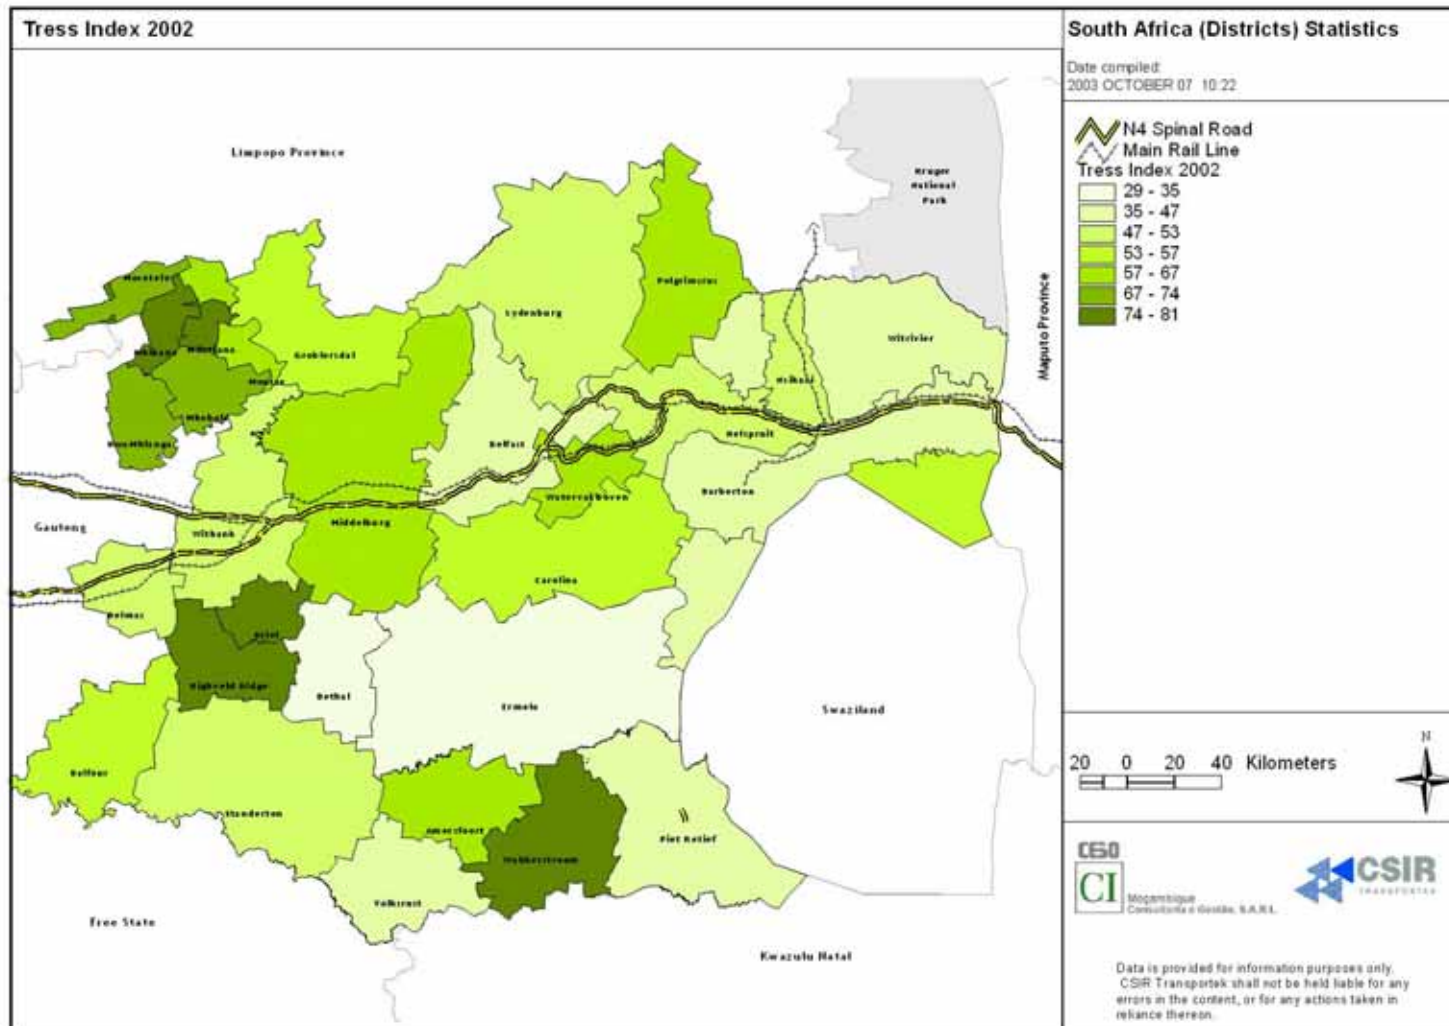 Tress Index 2002
South Africa (Districts) Statistics
Date compiled:
2003 OCTOBER 07 10:22
N4 Spinal Road
Main Rail Line
Tress Index 2002
29 - 35
35 - 47
47 - 53
53 - 57
57 - 67
67 - 74
74 - 81
Limpopo Province
Kruger
National
Park
Maputo Province
Pelgrimsrus
Lydenburg
Groblersdal
Witrivier
Nsikazi
Belfast
Nelspruit
Barberton
Waterval Boven
Middelburg
Witbank
Gauteng
Carolina
Delmas
Highveld Ridge
Bethal
Ermelo
Swaziland
Balfour
Standerton
Amersfoort
Piet Retief
Volksrust
Free State
Kwazulu Natal
20 0 20 40 Kilometers
N
CI
Moçambique
Consultoria e Gestão, S.A.R.L.
CSIR
TRANSPORTEK
Data is provided for information purposes only.
CSIR Transportek shall not be held liable for any
errors in the content, or for any actions taken in
reliance thereon.